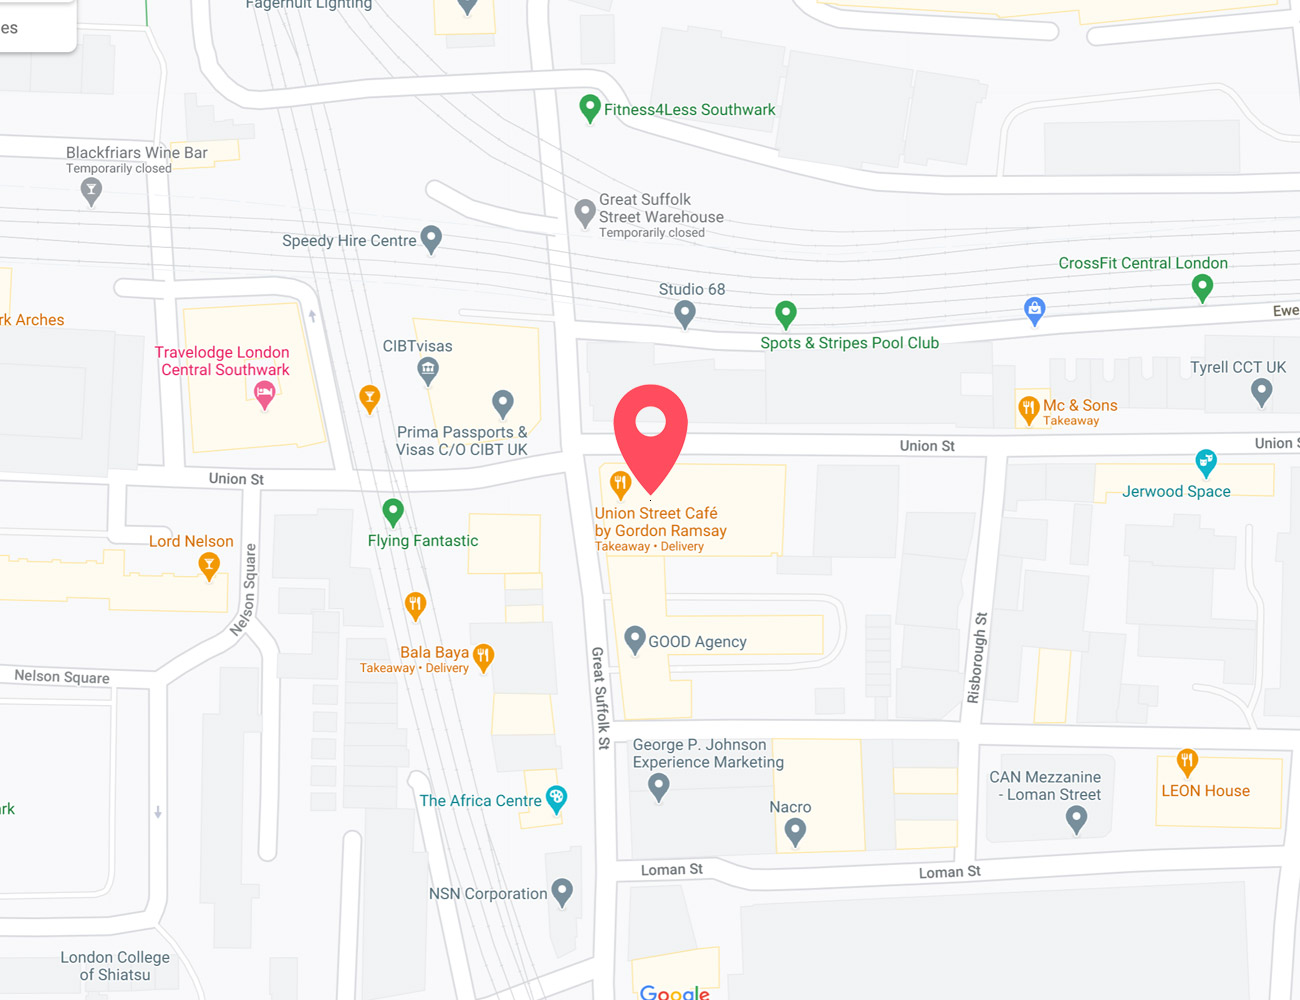 Fagerhult Lighting
es
Fitness4Less Southwark
Blackfriars Wine Bar
Temporarily closed
Great Suffolk
Street Warehouse
Temporarily closed
Speedy Hire Centre
CrossFit Central London
Studio 68
Ewe
rk Arches
Spots & Stripes Pool Club
CIBTvisas
Travelodge London
Central Southwark
Tyrell CCT UK
Mc & Sons
Takeaway
Prima Passports &
Visas C/O CIBT UK
Union St
Union S
Union St
Jerwood Space
Union Street Café
by Gordon Ramsay
Takeaway • Delivery
Lord Nelson
Flying Fantastic
Nelson Square
Bala Baya
Takeaway • Delivery
GOOD Agency
Risborough St
Great Suffolk St
Nelson Square
George P. Johnson
Experience Marketing
CAN Mezzanine
- Loman Street
LEON House
The Africa Centre
Nacro
rk
Loman St
Loman St
NSN Corporation
London College
of Shiatsu
Google